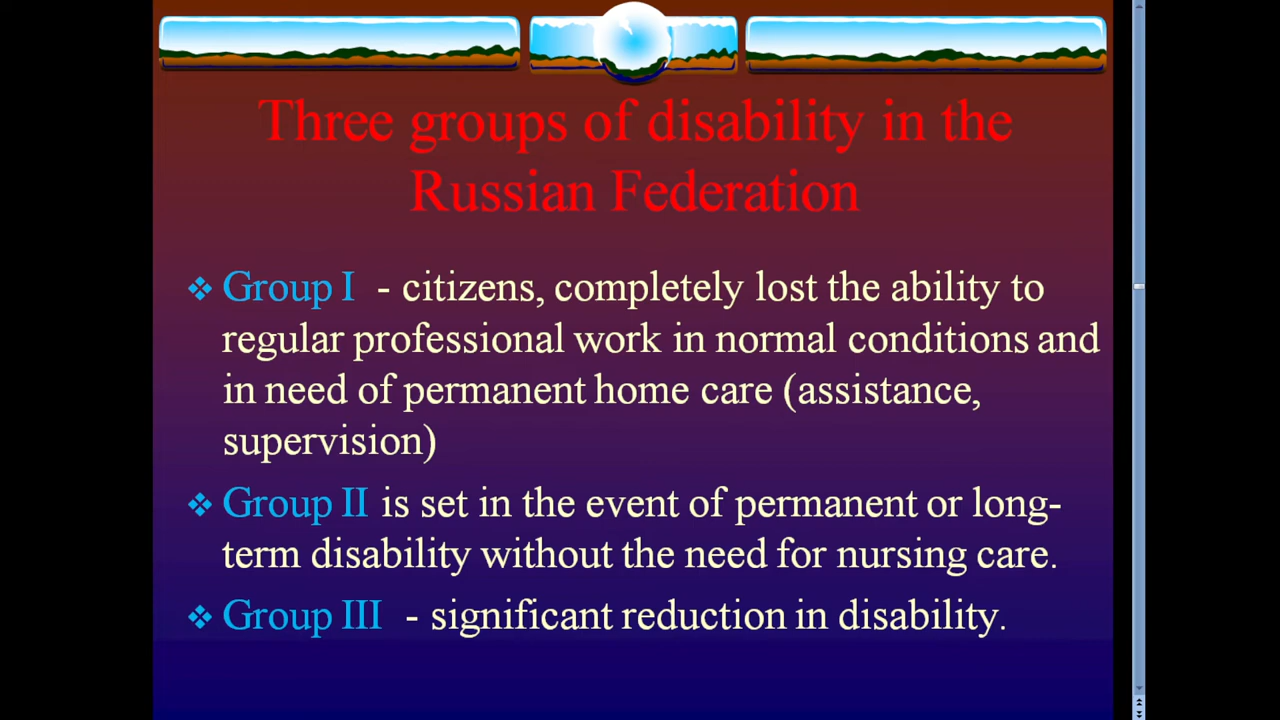 Three groups of disability in the
Russian Federation
Group I - citizens, completely lost the ability to
regular professional work in normal conditions and
in need of permanent home care (assistance,
supervision)
Group II is set in the event of permanent or long-
term disability without the need for nursing care.
Group III - significant reduction in disability.